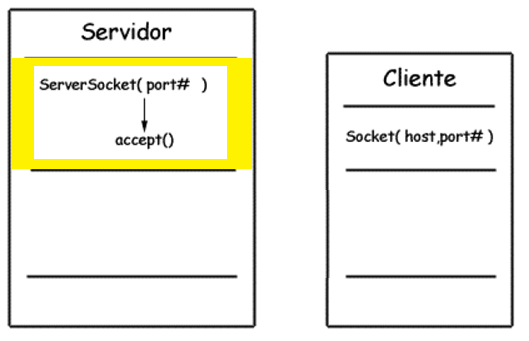 Servidor
ServerSocket( port# )
accept()
Cliente
Socket( host,port# )